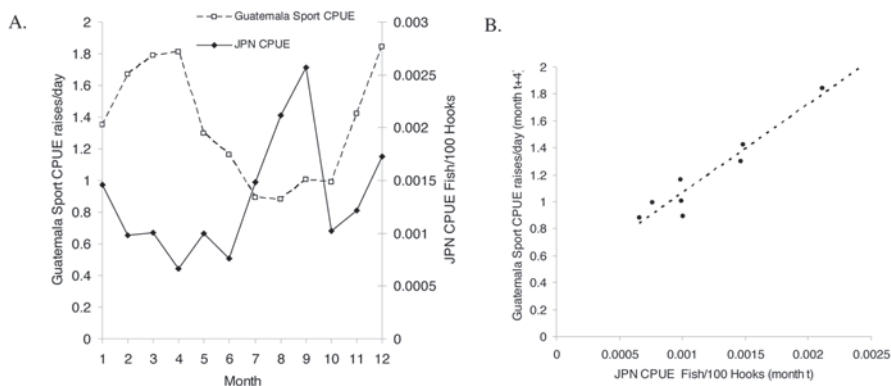 A.
Guatemala Sport CPUE
JPN CPUE
Guatemala Sport CPUE raises/day
2
1.8
1.6
1.4
1.2
1
0.8
0.6
0.4
0.2
0
0.003
0.0025
0.002
0.0015
0.001
0.0005
0
JPN CPUE Fish/100 Hooks
1 2 3 4 5 6 7 8 9 10 11 12
Month
B.
Guatemala Sport CPUE raises/day (month t+4)
2
1.8
1.6
1.4
1.2
1
0.8
0.6
0.4
0.2
0
0 0.0005 0.001 0.0015 0.002 0.0025
JPN CPUE Fish/100 Hooks (month t)